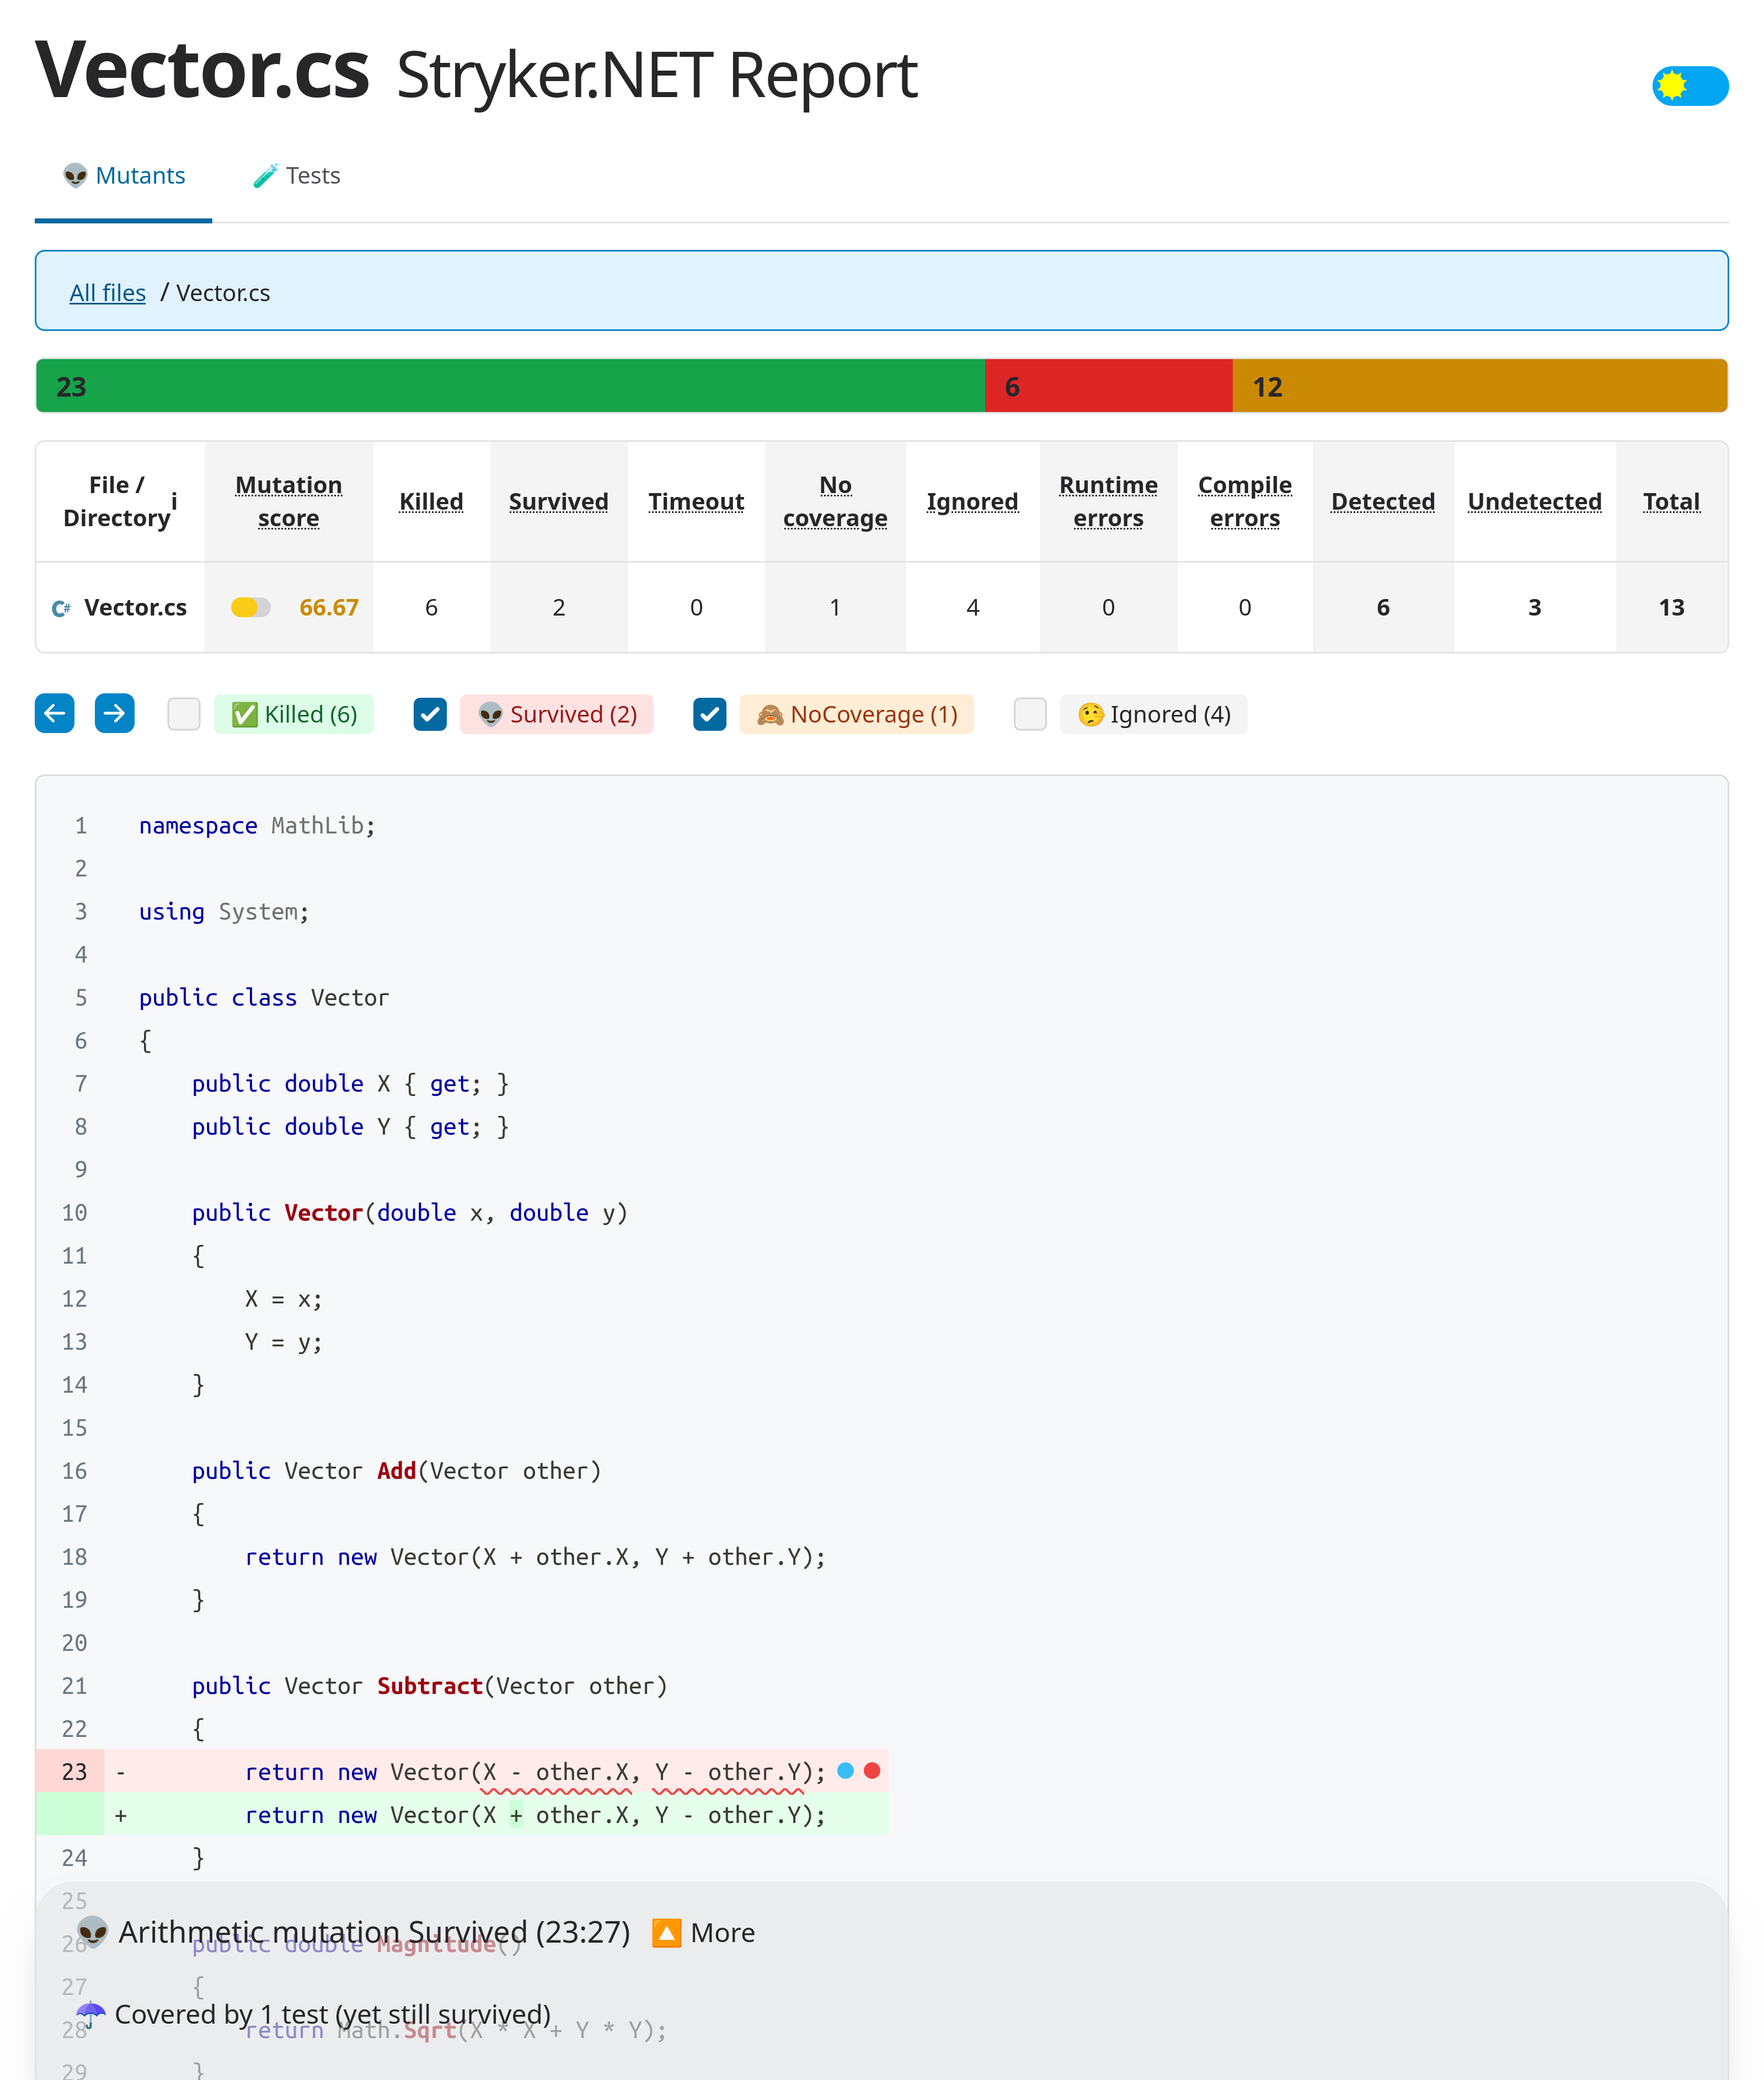 Vector.cs Stryker.NET Report
👽 Mutants 🧪 Tests
All files / Vector.cs
23 6 12
File / Directory i Mutation score Killed Survived Timeout No coverage Ignored Runtime errors Compile errors Detected Undetected Total
C# Vector.cs 66.67 6 2 0 1 4 0 0 6 3 13
← → ✅ Killed (6) 👽 Survived (2) 🙈 NoCoverage (1) 🤥 Ignored (4)
1 namespace MathLib;
2
3 using System;
4
5 public class Vector
6 {
7     public double X { get; }
8     public double Y { get; }
9
10     public Vector(double x, double y)
11     {
12         X = x;
13         Y = y;
14     }
15
16     public Vector Add(Vector other)
17     {
18         return new Vector(X + other.X, Y + other.Y);
19     }
20
21     public Vector Subtract(Vector other)
22     {
23 -         return new Vector(X - other.X, Y - other.Y);
+         return new Vector(X + other.X, Y - other.Y);
24     }
25
👽 Arithmetic mutation Survived (23:27) 🔼 More
26     public double Magnitude()
27     {
☂️ Covered by 1 test (yet still survived)
28         return Math.Sqrt(X * X + Y * Y);
29     }